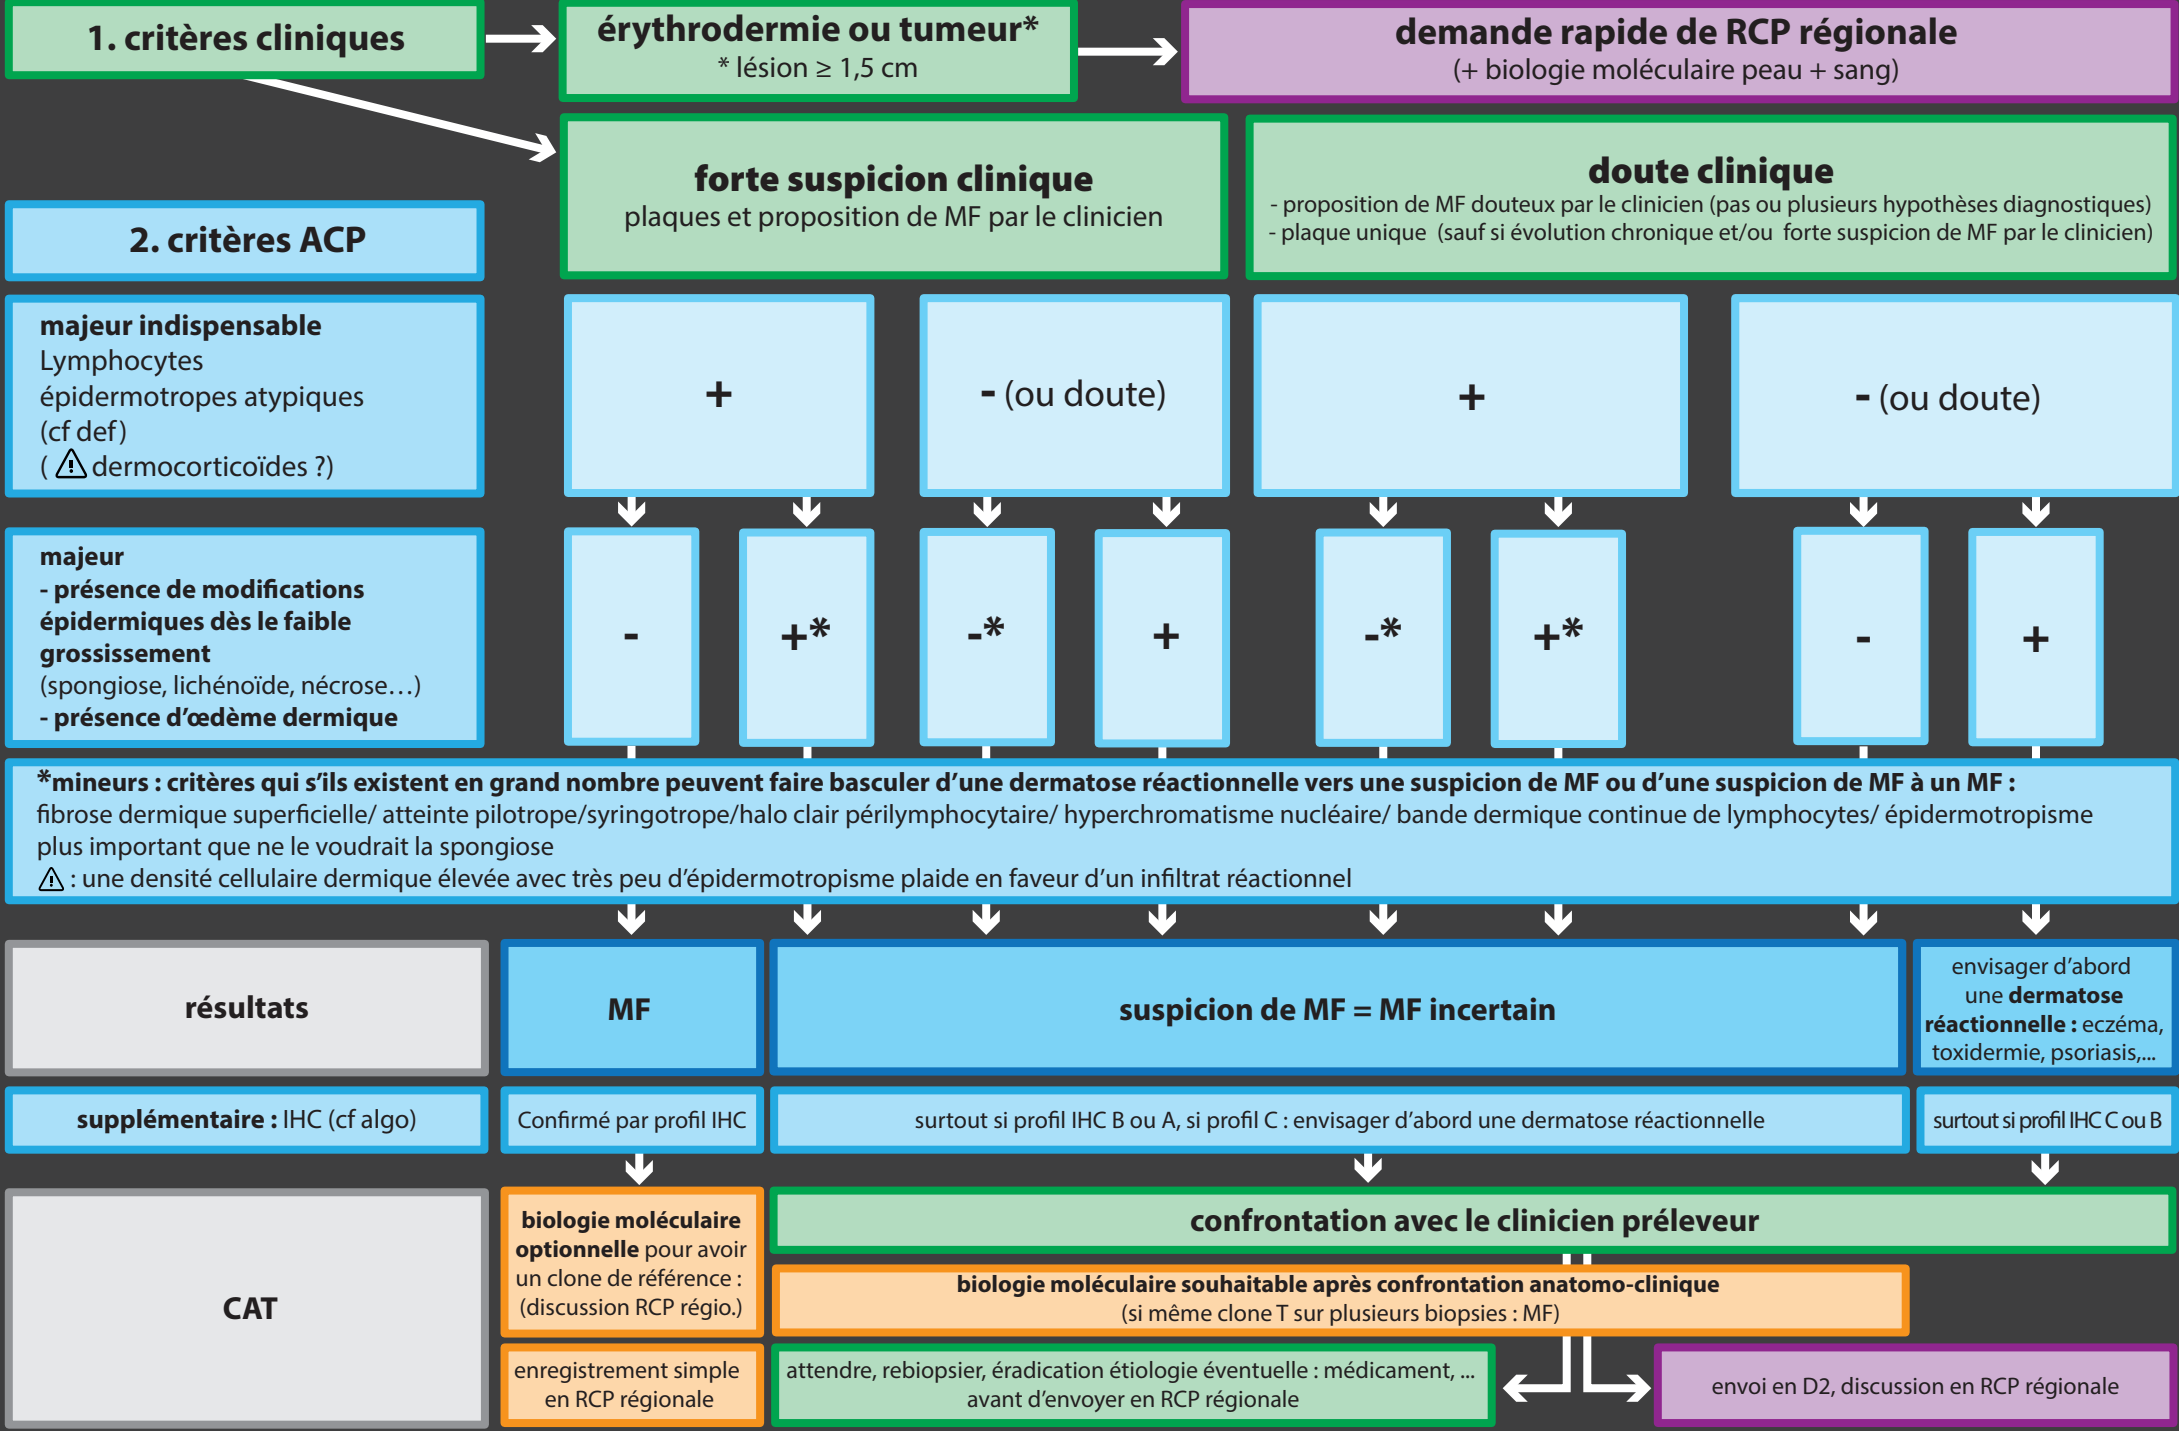 1. critères cliniques
érythrodermie ou tumeur*
* lésion ≥ 1,5 cm
demande rapide de RCP régionale
(+ biologie moléculaire peau + sang)
forte suspicion clinique
plaques et proposition de MF par le clinicien
doute clinique
- proposition de MF douteux par le clinicien (pas ou plusieurs hypothèses diagnostiques)
- plaque unique (sauf si évolution chronique et/ou forte suspicion de MF par le clinicien)
2. critères ACP
majeur indispensable
Lymphocytes
épidermotropes atypiques
(cf def)
( ⚠ dermocorticoïdes ?)
+
- (ou doute)
+
- (ou doute)
majeur
- présence de modifications
épidermiques dès le faible
grossissement
(spongiose, lichénoïde, nécrose…)
- présence d'œdème dermique
-
+*
-*
+
-*
+*
-
+
*mineurs : critères qui s'ils existent en grand nombre peuvent faire basculer d'une dermatose réactionnelle vers une suspicion de MF ou d'une suspicion de MF à un MF :
fibrose dermique superficielle/ atteinte pilotrope/syringotrope/halo clair périlymphocytaire/ hyperchromatisme nucléaire/ bande dermique continue de lymphocytes/ épidermotropisme
plus important que ne le voudrait la spongiose
⚠ : une densité cellulaire dermique élevée avec très peu d'épidermotropisme plaide en faveur d'un infiltrat réactionnel
résultats
MF
suspicion de MF = MF incertain
envisager d'abord
une dermatose
réactionnelle : eczéma,
toxidermie, psoriasis,...
supplémentaire : IHC (cf algo)
Confirmé par profil IHC
surtout si profil IHC B ou A, si profil C : envisager d'abord une dermatose réactionnelle
surtout si profil IHC C ou B
CAT
biologie moléculaire
optionnelle pour avoir
un clone de référence :
(discussion RCP régio.)
confrontation avec le clinicien préleveur
biologie moléculaire souhaitable après confrontation anatomo-clinique
(si même clone T sur plusieurs biopsies : MF)
enregistrement simple
en RCP régionale
attendre, rebiopsier, éradication étiologie éventuelle : médicament, ...
avant d'envoyer en RCP régionale
envoi en D2, discussion en RCP régionale